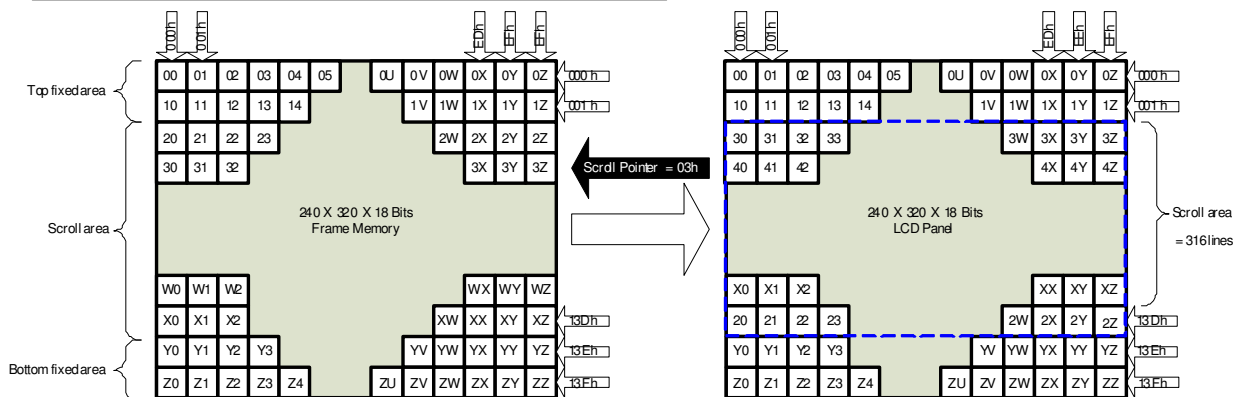 000h 001h EDh EFh EFh 000h 001h EDh EEh EFh
00 01 02 03 04 05 0U 0V 0W 0X 0Y 0Z 000h 00 01 02 03 04 05 0U 0V 0W 0X 0Y 0Z 000h
Top fixed area
10 11 12 13 14 1V 1W 1X 1Y 1Z 001h 10 11 12 13 14 1V 1W 1X 1Y 1Z 001h
20 21 22 23 2W 2X 2Y 2Z 30 31 32 33 3W 3X 3Y 3Z
30 31 32 3X 3Y 3Z Scroll Pointer = 03h 40 41 42 4X 4Y 4Z
Scroll area 240 X 320 X 18 Bits 240 X 320 X 18 Bits Scroll area
Frame Memory LCD Panel = 316 lines
W0 W1 W2 WX WY WZ X0 X1 X2 XX XY XZ
X0 X1 X2 XW XX XY XZ 13Dh 20 21 22 23 2W 2X 2Y 2Z 13Dh
Y0 Y1 Y2 Y3 YV YW YX YY YZ 13Eh Y0 Y1 Y2 Y3 YV YW YX YY YZ 13Eh
Bottom fixed area
Z0 Z1 Z2 Z3 Z4 ZU ZV ZW ZX ZY ZZ 13Fh Z0 Z1 Z2 Z3 Z4 ZU ZV ZW ZX ZY ZZ 13Fh